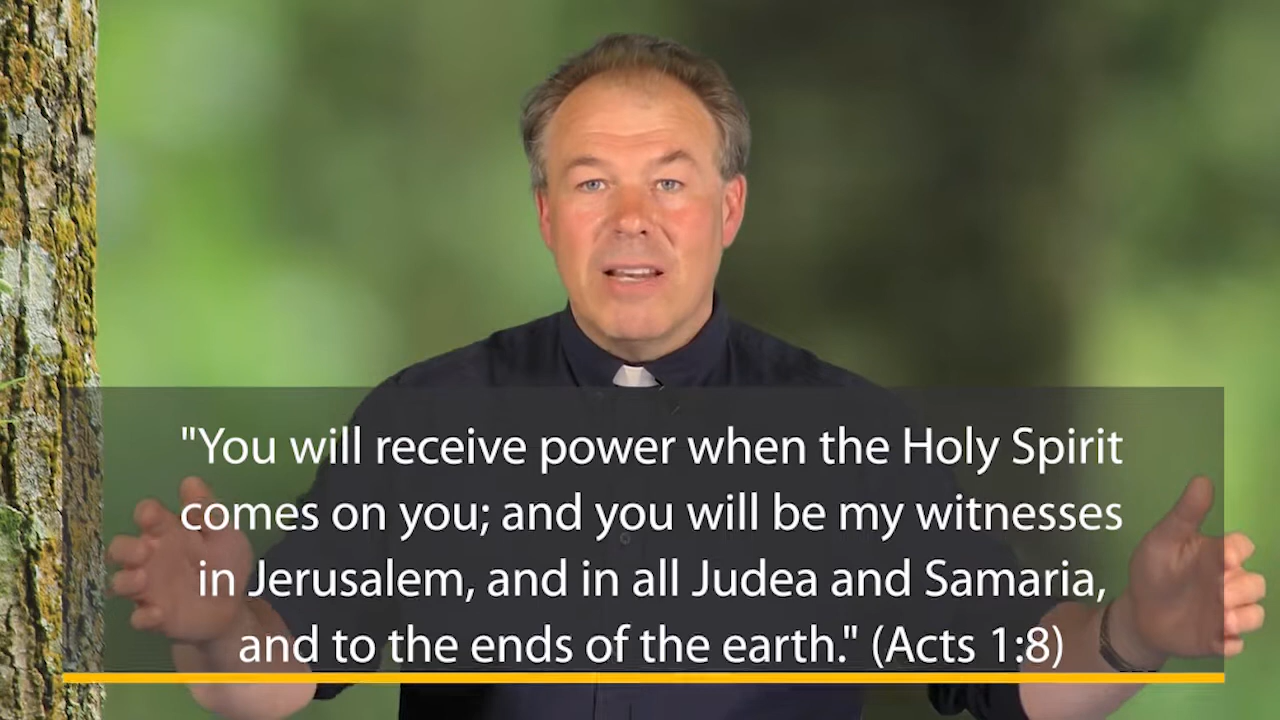 "You will receive power when the Holy Spirit
comes on you; and you will be my witnesses
in Jerusalem, and in all Judea and Samaria,
and to the ends of the earth." (Acts 1:8)